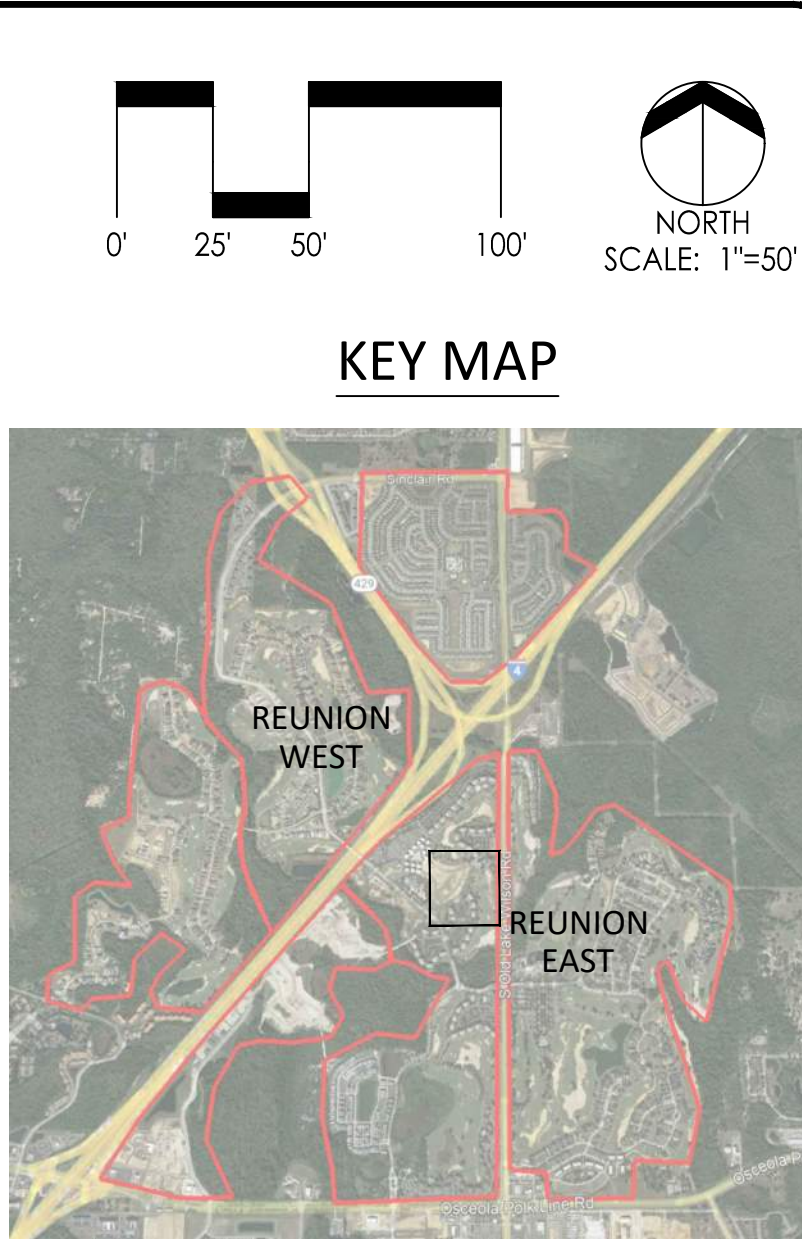 0' 25' 50' 100'
NORTH
SCALE: 1"=50'
KEY MAP
Sinclair Rd
429
4
REUNION
WEST
S Old Lake Wilson Rd
REUNION
EAST
Osceola Polk Line Rd
Osceola P